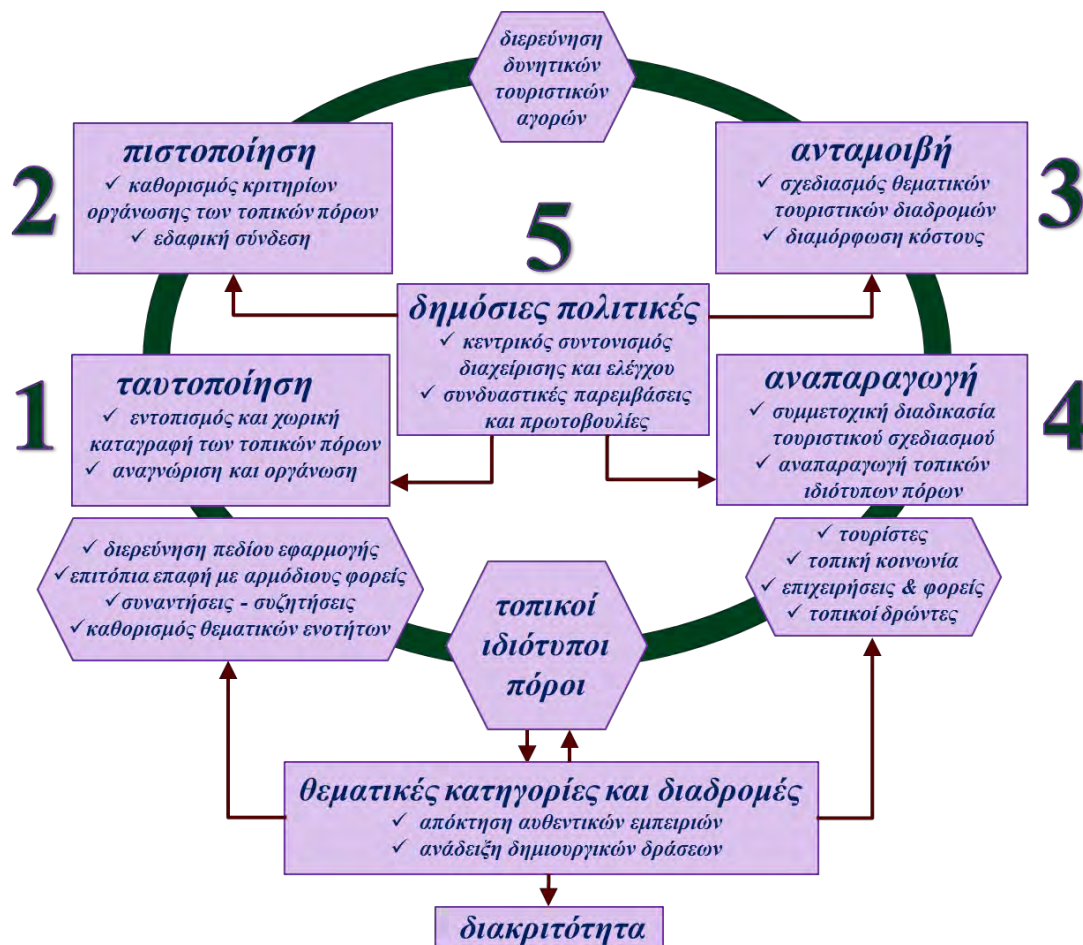 διερεύνηση
δυνητικών
τουριστικών
αγορών
2
πιστοποίηση
✓ καθορισμός κριτηρίων
οργάνωσης των τοπικών πόρων
✓ εδαφική σύνδεση
ανταμοιβή
✓ σχεδιασμός θεματικών
τουριστικών διαδρομών
✓ διαμόρφωση κόστους
3
5
δημόσιες πολιτικές
✓ κεντρικός συντονισμός
διαχείρισης και ελέγχου
✓ συνδυαστικές παρεμβάσεις
και πρωτοβουλίες
1
ταυτοποίηση
✓ εντοπισμός και χωρική
καταγραφή των τοπικών πόρων
✓ αναγνώριση και οργάνωση
αναπαραγωγή
✓ συμμετοχική διαδικασία
τουριστικού σχεδιασμού
✓ αναπαραγωγή τοπικών
ιδιότυπων πόρων
4
✓ διερεύνηση πεδίου εφαρμογής
✓ επιτόπια επαφή με αρμόδιους φορείς
✓ συναντήσεις - συζητήσεις
✓ καθορισμός θεματικών ενοτήτων
τοπικοί
ιδιότυποι
πόροι
✓ τουρίστες
✓ τοπική κοινωνία
✓ επιχειρήσεις & φορείς
✓ τοπικοί δρώντες
θεματικές κατηγορίες και διαδρομές
✓ απόκτηση αυθεντικών εμπειριών
✓ ανάδειξη δημιουργικών δράσεων
διακριτότητα